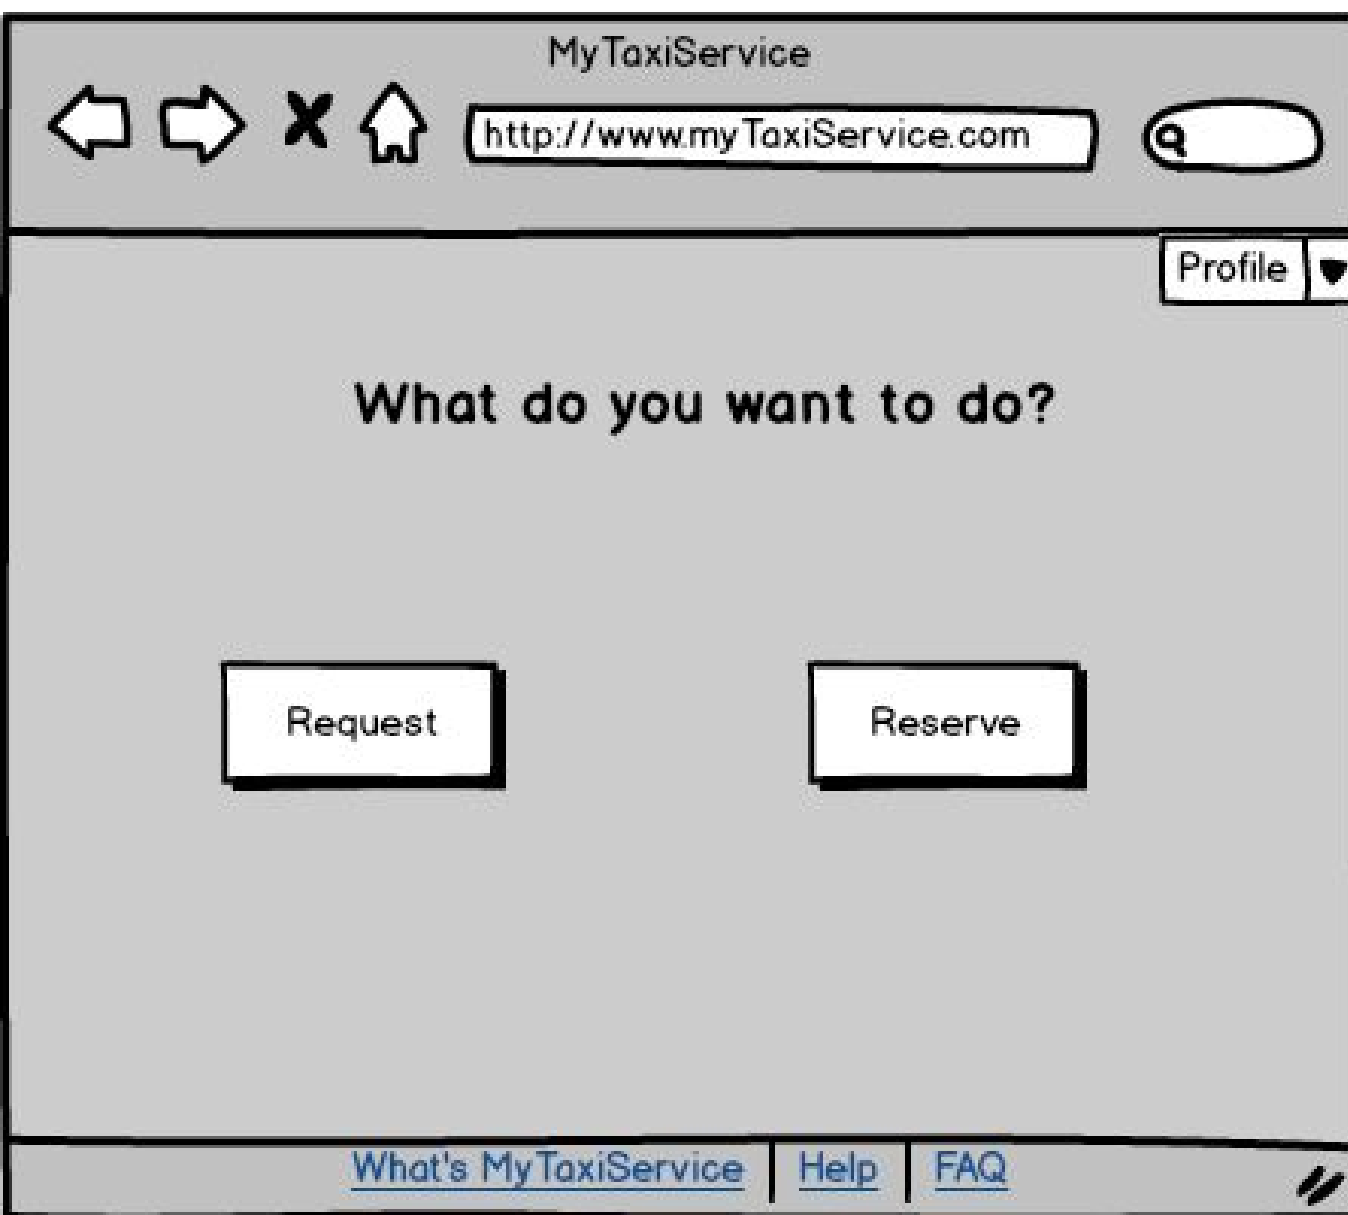 MyTaxiService
http://www.myTaxiService.com
Profile
What do you want to do?
Request
Reserve
What's MyTaxiService
Help
FAQ